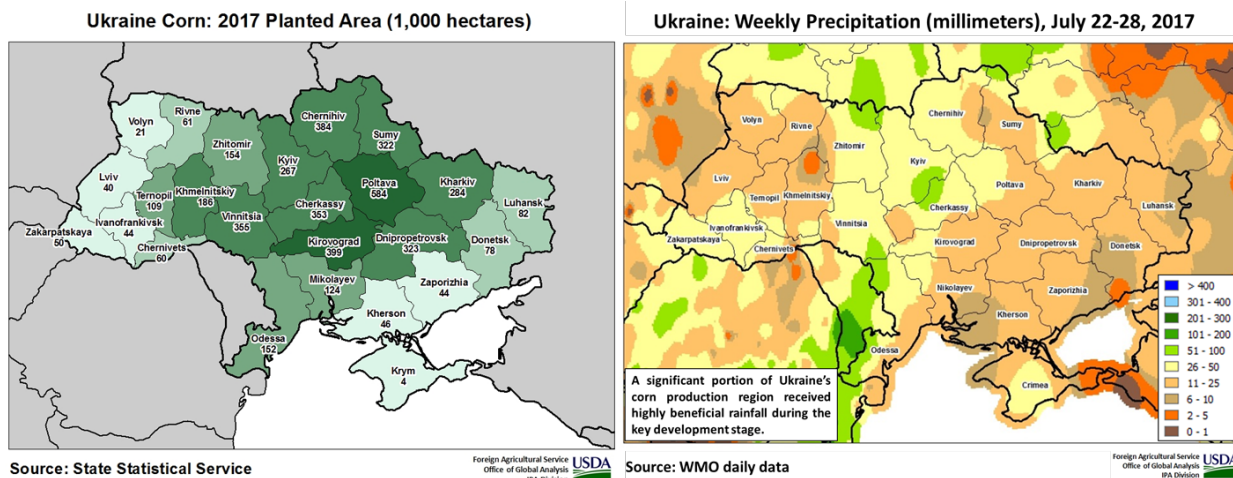 Ukraine Corn: 2017 Planted Area (1,000 hectares)
Volyn
21
Rivne
61
Zhitomir
154
Chernihiv
384
Sumy
322
Kyiv
267
Lviv
40
Ternopil
109
Khmelnitskiy
186
Poltava
584
Kharkiv
284
Luhansk
82
Vinnitsia
355
Cherkassy
353
Ivanofrankivsk
44
Zakarpatskaya
50
Chernivets
60
Kirovograd
399
Dnipropetrovsk
323
Donetsk
78
Mikolayev
124
Zaporizhia
44
Kherson
46
Odessa
152
Krym
4
Source: State Statistical Service
Foreign Agricultural Service
Office of Global Analysis
IPA Division
USDA
Ukraine: Weekly Precipitation (millimeters), July 22-28, 2017
Volyn
Rivne
Zhitomir
Chernihiv
Sumy
Kyiv
Lviv
Ternopil
Khmelnitskiy
Poltava
Kharkiv
Luhansk
Cherkassy
Vinnitsia
Ivanofrankivsk
Zakarpatskaya
Chernivets
Kirovograd
Dnipropetrovsk
Donetsk
Nikolayev
Zaporizhia
Kherson
Odessa
Crimea
> 400
301 - 400
201 - 300
101 - 200
51 - 100
26 - 50
11 - 25
6 - 10
2 - 5
0 - 1
A significant portion of Ukraine's
corn production region received
highly beneficial rainfall during the
key development stage.
Source: WMO daily data
Foreign Agricultural Service
Office of Global Analysis
IPA Division
USDA